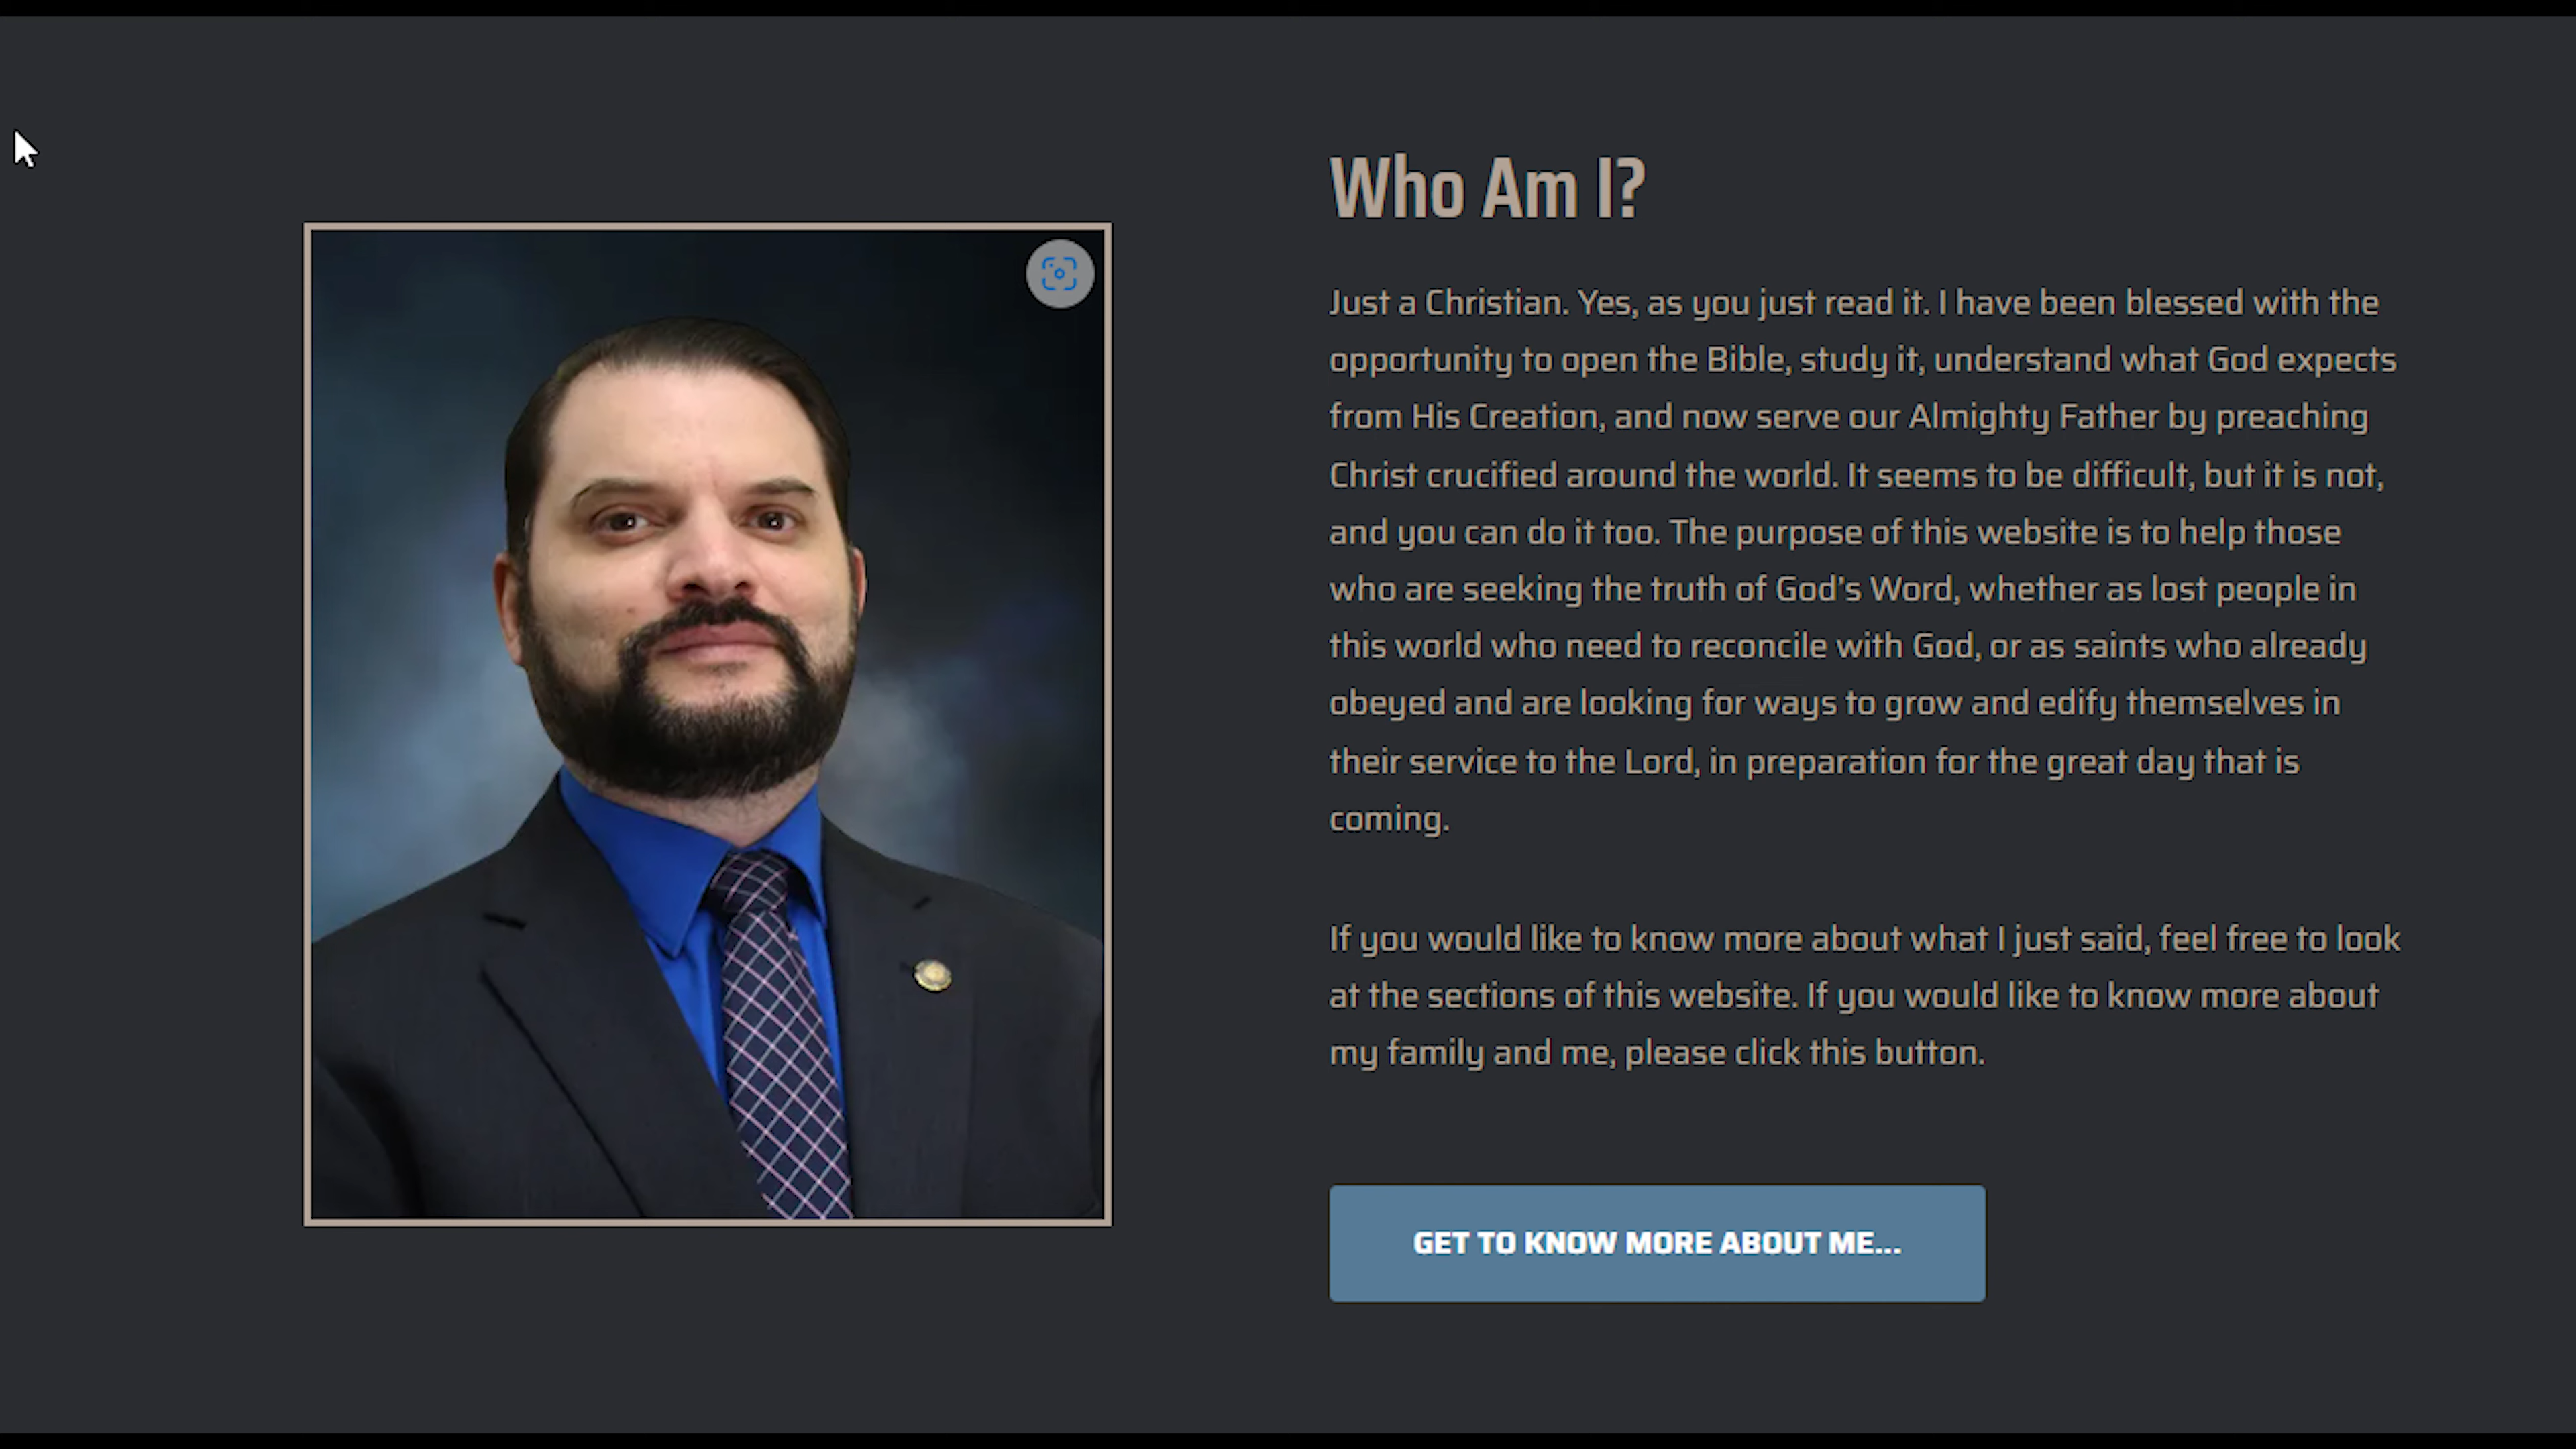 Who Am I?
Just a Christian. Yes, as you just read it. I have been blessed with the
opportunity to open the Bible, study it, understand what God expects
from His Creation, and now serve our Almighty Father by preaching
Christ crucified around the world. It seems to be difficult, but it is not,
and you can do it too. The purpose of this website is to help those
who are seeking the truth of God's Word, whether as lost people in
this world who need to reconcile with God, or as saints who already
obeyed and are looking for ways to grow and edify themselves in
their service to the Lord, in preparation for the great day that is
coming.
If you would like to know more about what I just said, feel free to look
at the sections of this website. If you would like to know more about
my family and me, please click this button.
GET TO KNOW MORE ABOUT ME...